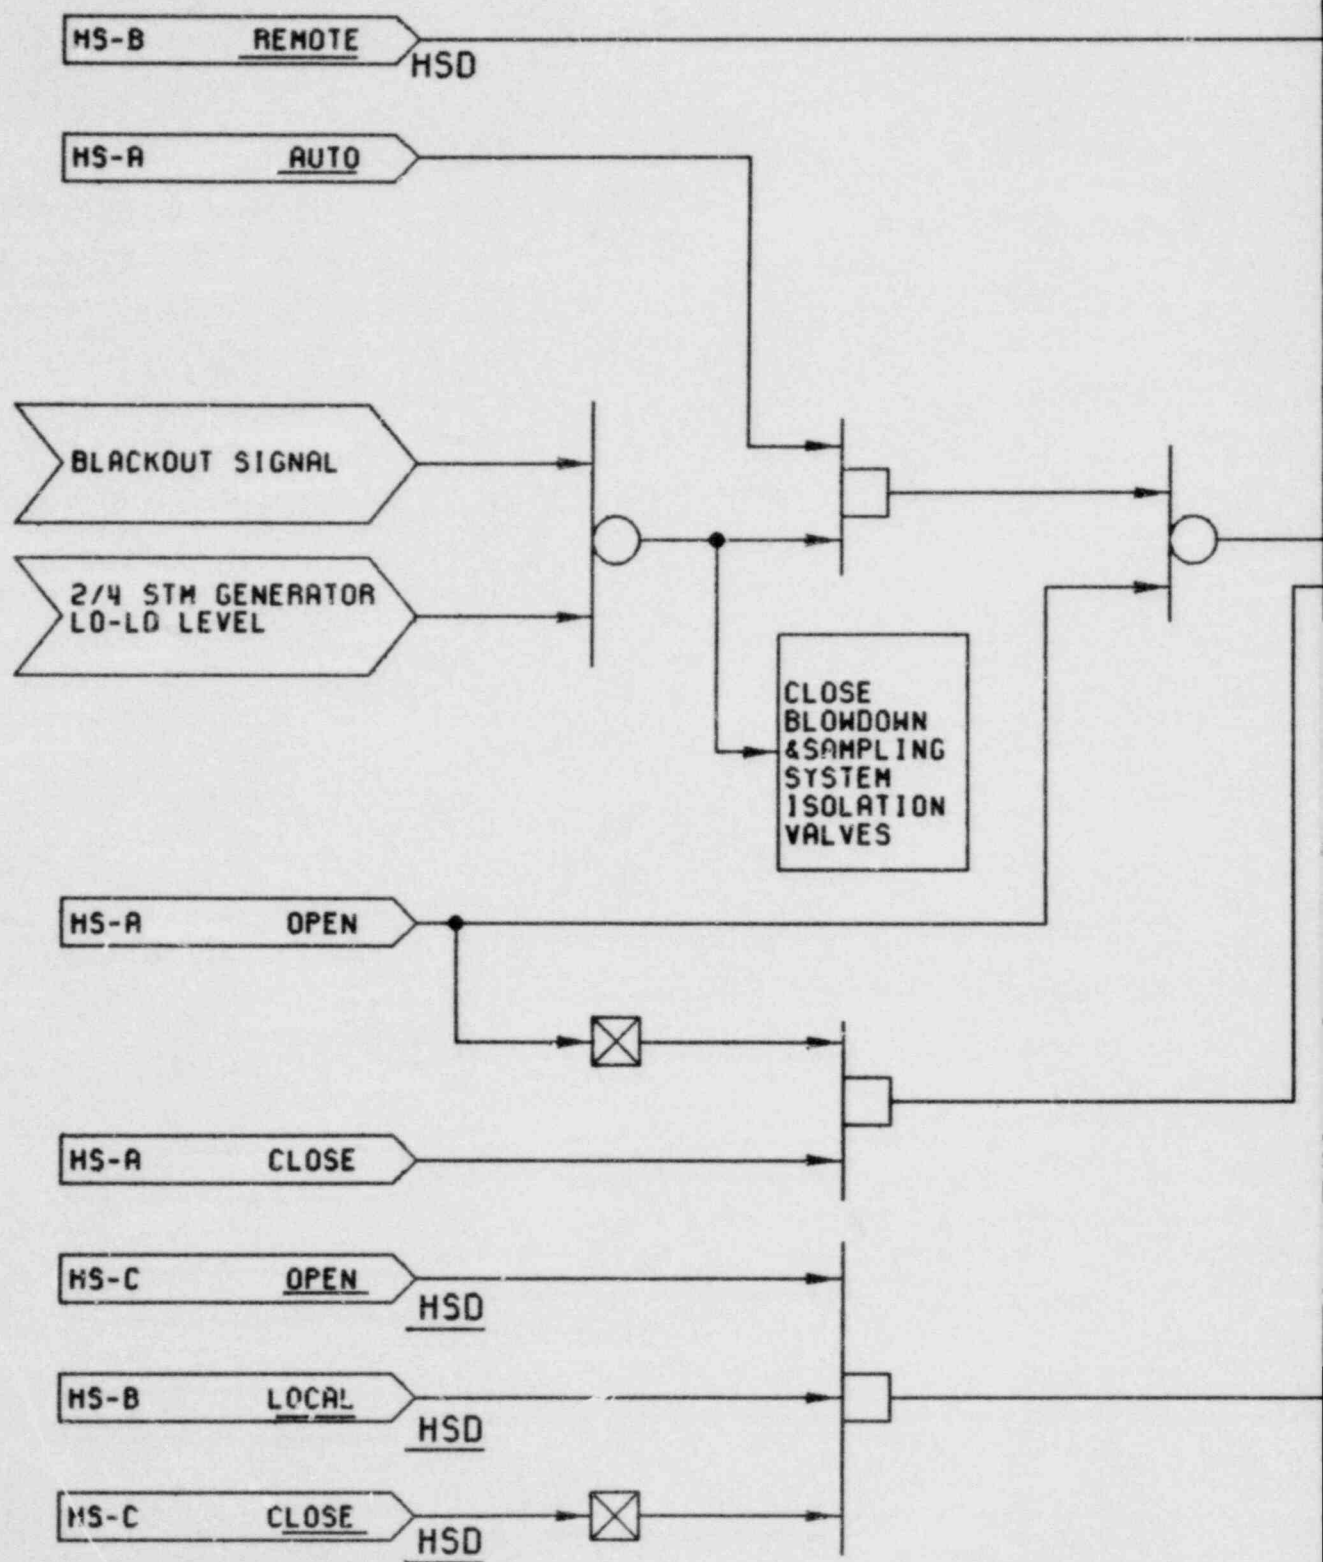 HS-B REMOTE
HSD
HS-A AUTO
BLACKOUT SIGNAL
2/4 STM GENERATOR
LO-LO LEVEL
CLOSE
BLOWDOWN
&SAMPLING
SYSTEM
ISOLATION
VALVES
HS-A OPEN
HS-A CLOSE
HS-C OPEN
HSD
HS-B LOCAL
HSD
HS-C CLOSE
HSD